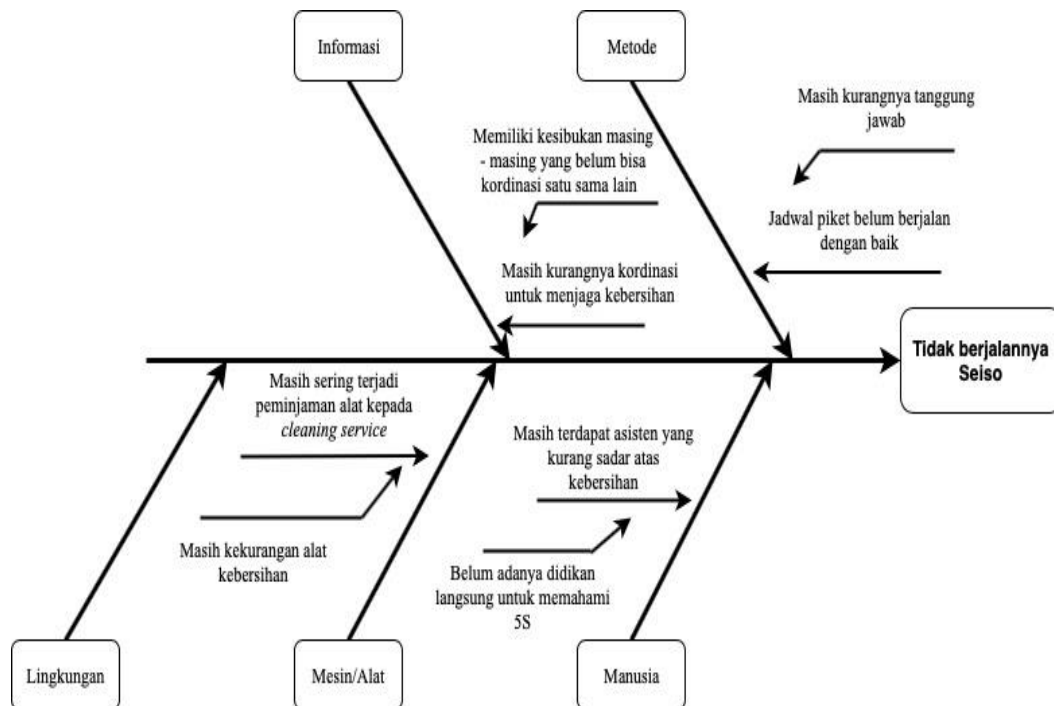 Informasi
Metode
Masih kurangnya tanggung
jawab
Memiliki kesibukan masing
- masing yang belum bisa
kordinasi satu sama lain
Jadwal piket belum berjalan
dengan baik
Masih kurangnya kordinasi
untuk menjaga kebersihan
Tidak berjalannya
Seiso
Masih sering terjadi
peminjaman alat kepada
cleaning service
Masih terdapat asisten yang
kurang sadar atas
kebersihan
Masih kekurangan alat
kebersihan
Belum adanya didikan
langsung untuk memahami
5S
Lingkungan
Mesin/Alat
Manusia